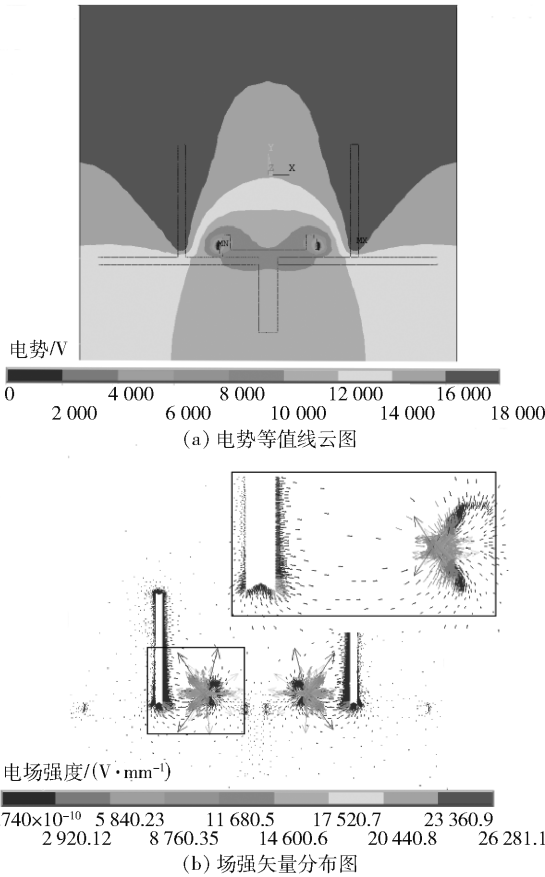 Y
X
MN
MX
电势/V
0 4 000 8 000 12 000 16 000
2 000 6 000 10 000 14 000 18 000
(a) 电势等值线云图
电场强度/(V·mm⁻¹)
.740×10⁻¹⁰ 5 840.23 11 680.5 17 520.7 23 360.9
2 920.12 8 760.35 14 600.6 20 440.8 26 281.1
(b) 场强矢量分布图